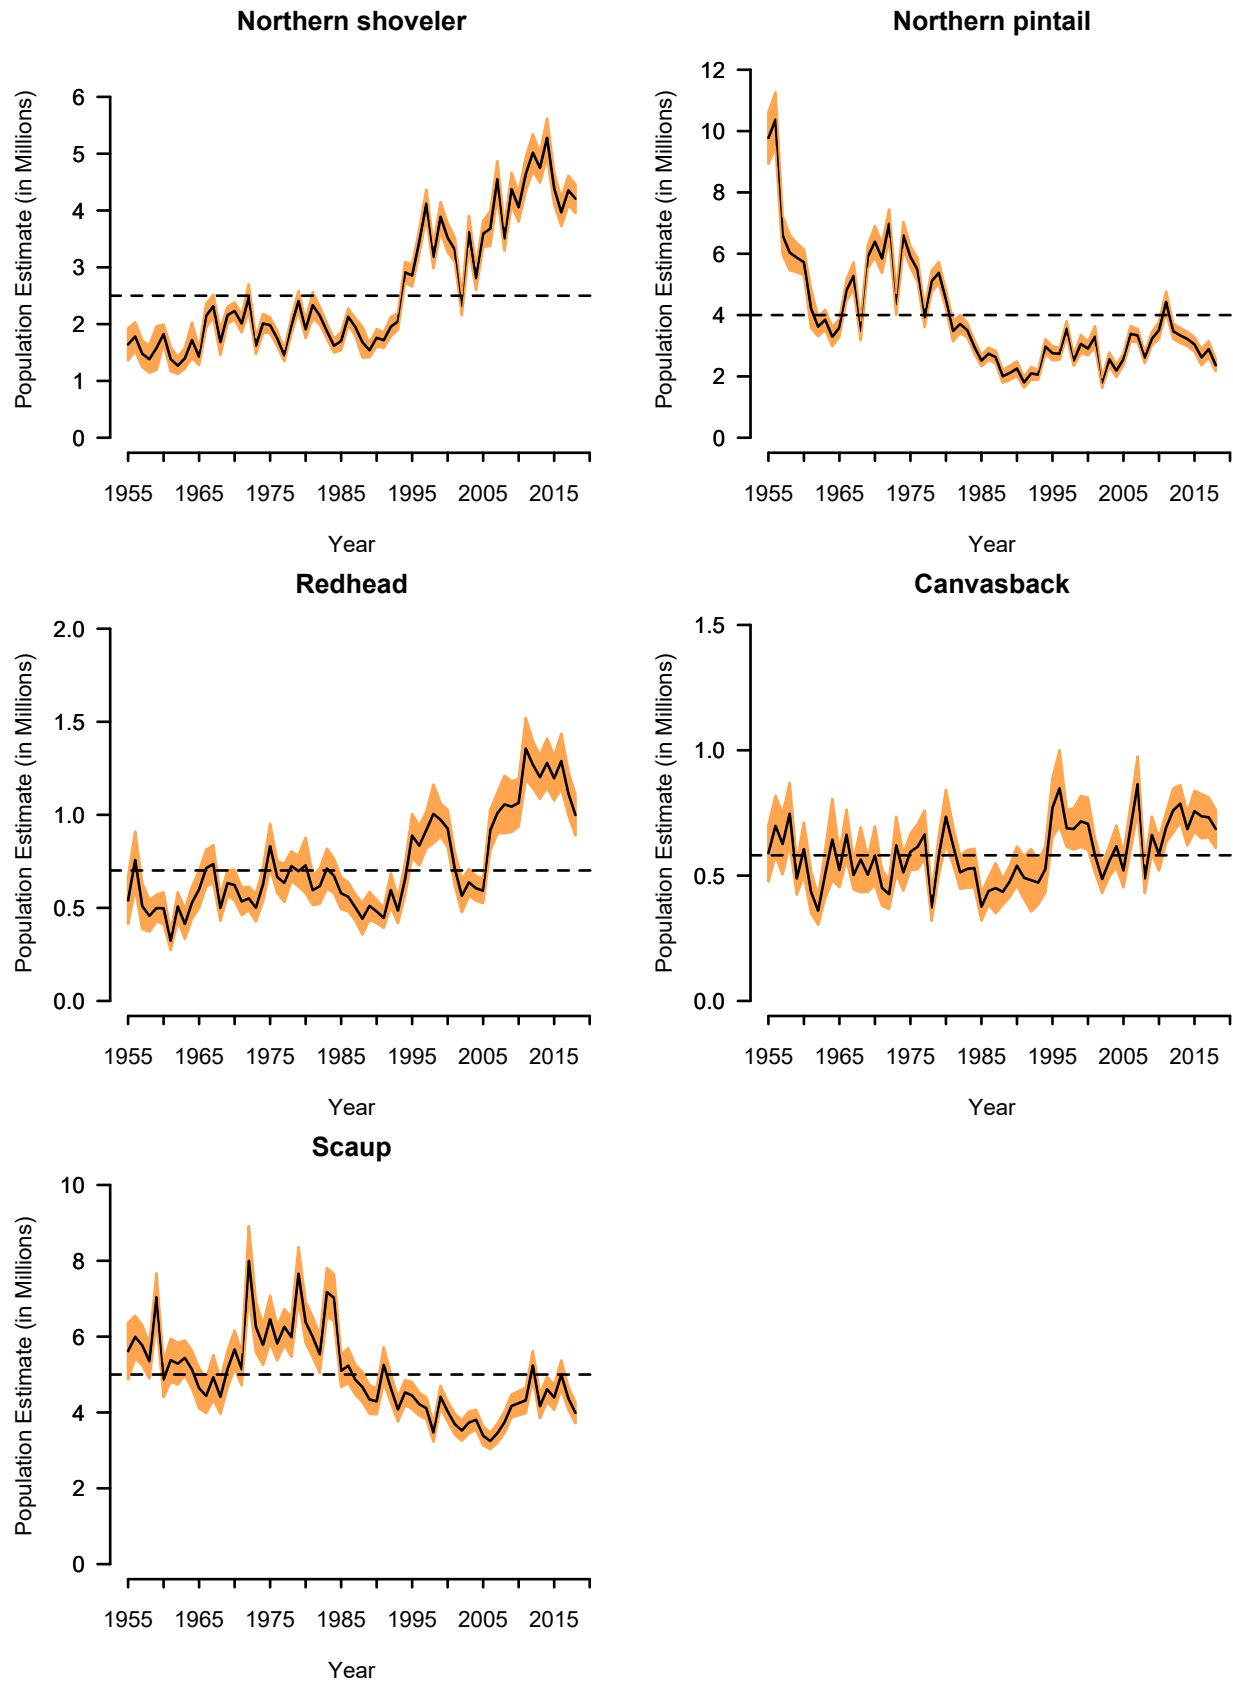 Northern shoveler
Population Estimate (in Millions)
6
5
4
3
2
1
0
1955 1965 1975 1985 1995 2005 2015
Year
Northern pintail
Population Estimate (in Millions)
12
10
8
6
4
2
0
1955 1965 1975 1985 1995 2005 2015
Year
Redhead
Population Estimate (in Millions)
2.0
1.5
1.0
0.5
0.0
1955 1965 1975 1985 1995 2005 2015
Year
Canvasback
Population Estimate (in Millions)
1.5
1.0
0.5
0.0
1955 1965 1975 1985 1995 2005 2015
Year
Scaup
Population Estimate (in Millions)
10
8
6
4
2
0
1955 1965 1975 1985 1995 2005 2015
Year